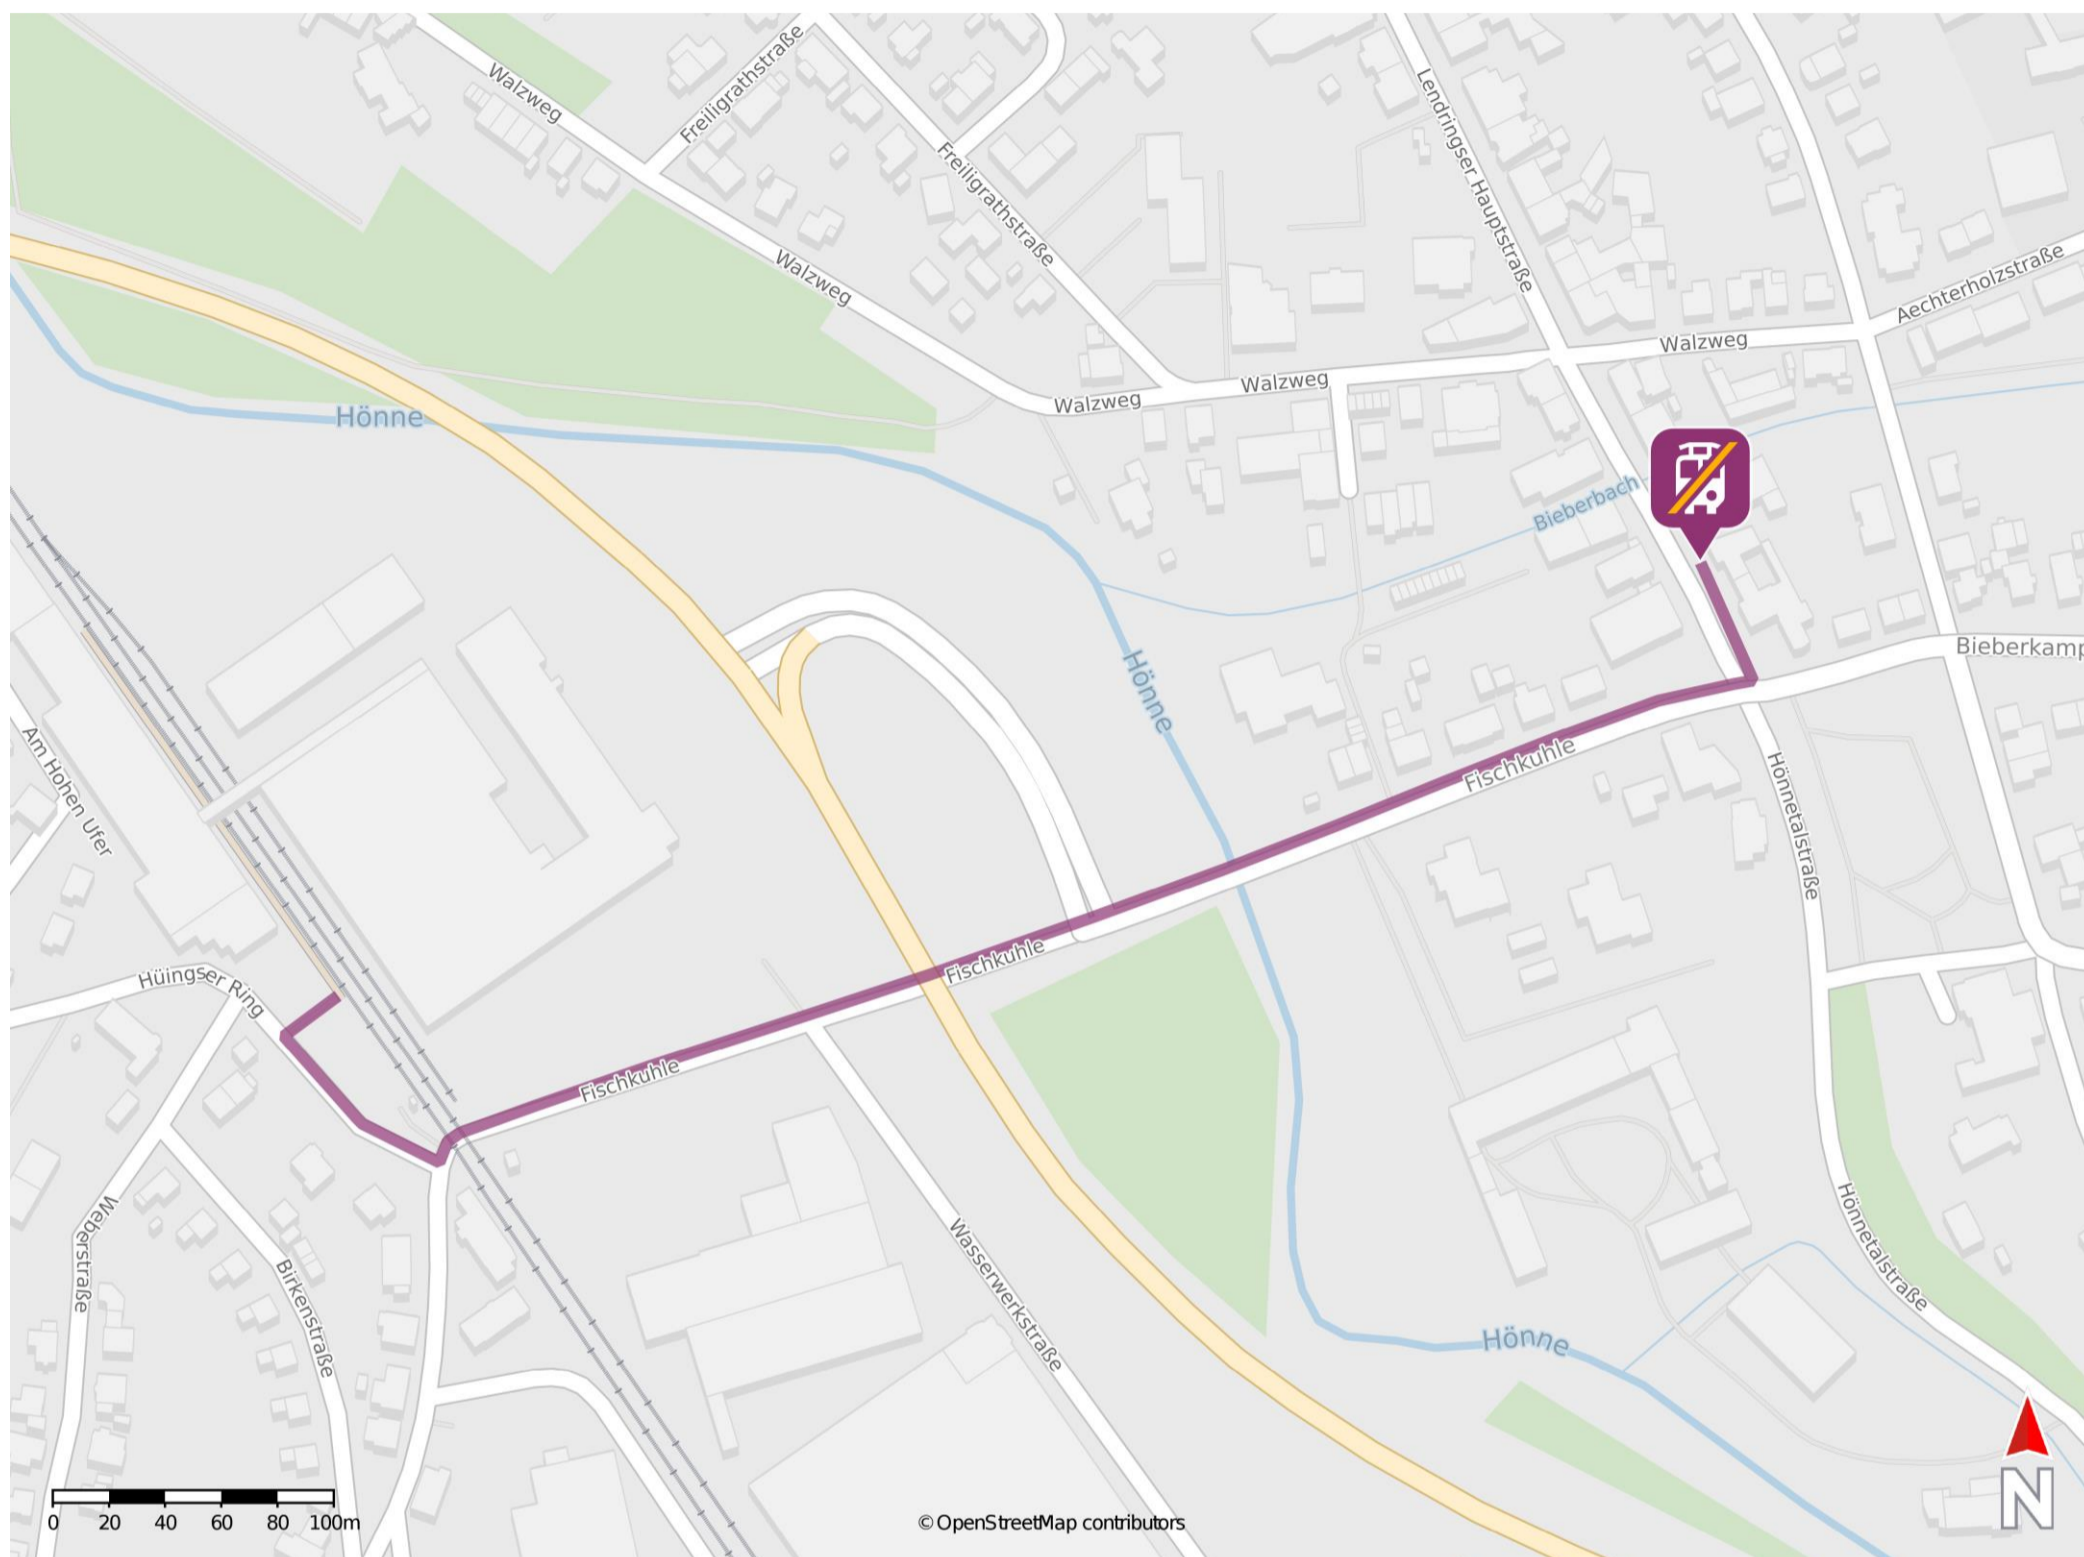 Walzweg
Freiligrathstraße
Lendringser Hauptstraße
Freiligrathstraße
Walzweg
Aechterholzstraße
Walzweg
Walzweg
Walzweg
Hönne
Bieberbach
Bieberkamp
Hönne
Am Hohen Ufer
Fischkuhle
Hönnetalstraße
Fischkuhle
Hüingser Ring
Fischkuhle
Weberstraße
Birkenstraße
Wasserwerkstraße
Hönnetalstraße
Hönne
N
0 20 40 60 80 100m
© OpenStreetMap contributors